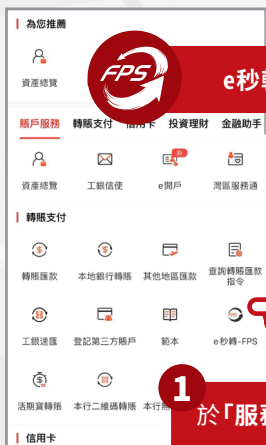 為您推薦
資產總覽
FPS
e秒轉
賬戶服務 轉賬支付 信用卡 投資理財 金融助手
資產總覽 工銀信使 e開戶 灣區服務通
轉賬支付
轉賬匯款 本地銀行轉賬 其他地區匯款 查詢轉賬匯款
指令
工銀速匯 登記第三方賬戶 範本 e秒轉-FPS
活期寶轉賬 本行二維碼轉賬 本行
1
於「服務
信用卡